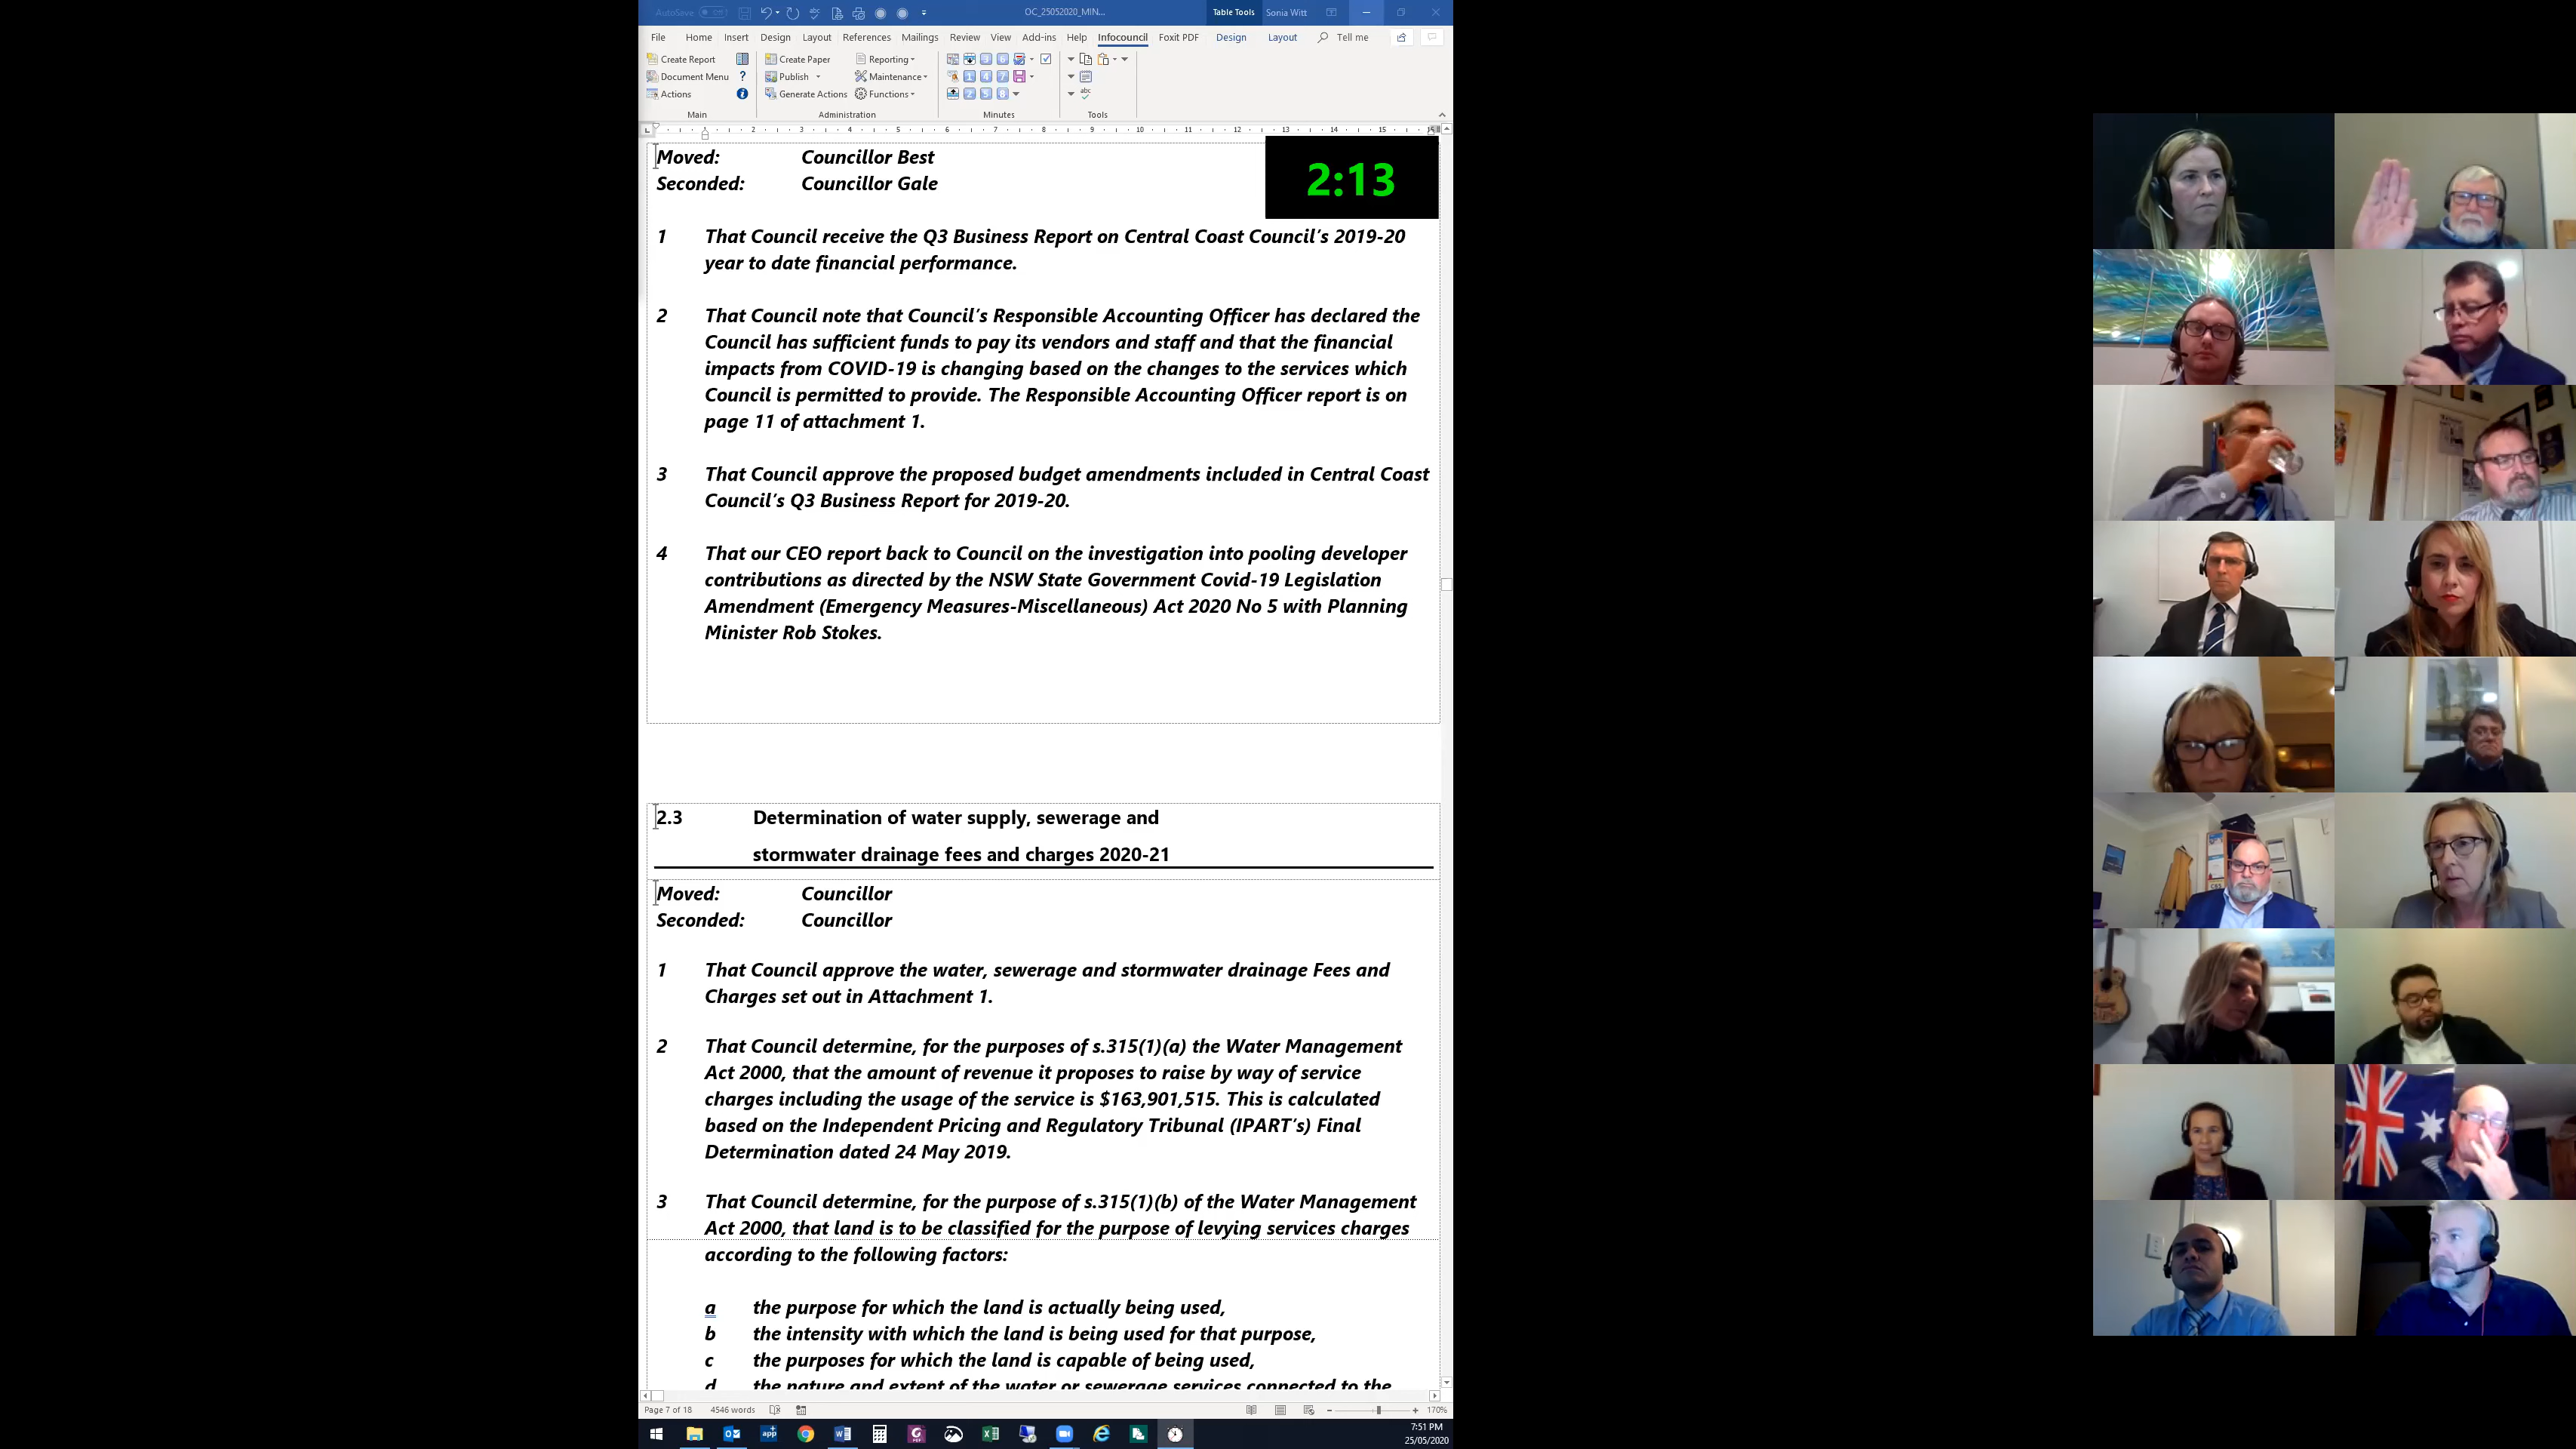 AutoSave
Off
OC_25052020_MIN...
Table Tools
Sonia Witt
File
Home
Insert
Design
Layout
References
Mailings
Review
View
Add-ins
Help
Infocouncil
Foxit PDF
Design
Layout
Tell me
Create Report
Document Menu
Actions
Main
Create Paper
Publish
Generate Actions
Reporting
Maintenance
Functions
Administration
Minutes
Tools
Moved: Councillor Best
Seconded: Councillor Gale
2:13
1 That Council receive the Q3 Business Report on Central Coast Council's 2019-20
year to date financial performance.
2 That Council note that Council's Responsible Accounting Officer has declared the
Council has sufficient funds to pay its vendors and staff and that the financial
impacts from COVID-19 is changing based on the changes to the services which
Council is permitted to provide. The Responsible Accounting Officer report is on
page 11 of attachment 1.
3 That Council approve the proposed budget amendments included in Central Coast
Council's Q3 Business Report for 2019-20.
4 That our CEO report back to Council on the investigation into pooling developer
contributions as directed by the NSW State Government Covid-19 Legislation
Amendment (Emergency Measures-Miscellaneous) Act 2020 No 5 with Planning
Minister Rob Stokes.
2.3 Determination of water supply, sewerage and
stormwater drainage fees and charges 2020-21
Moved: Councillor
Seconded: Councillor
1 That Council approve the water, sewerage and stormwater drainage Fees and
Charges set out in Attachment 1.
2 That Council determine, for the purposes of s.315(1)(a) the Water Management
Act 2000, that the amount of revenue it proposes to raise by way of service
charges including the usage of the service is $163,901,515. This is calculated
based on the Independent Pricing and Regulatory Tribunal (IPART's) Final
Determination dated 24 May 2019.
3 That Council determine, for the purpose of s.315(1)(b) of the Water Management
Act 2000, that land is to be classified for the purpose of levying services charges
according to the following factors:
a the purpose for which the land is actually being used,
b the intensity with which the land is being used for that purpose,
c the purposes for which the land is capable of being used,
d the nature and extent of the water or sewerage services connected to the
Page 7 of 18
4546 words
170%
7:51 PM
25/05/2020